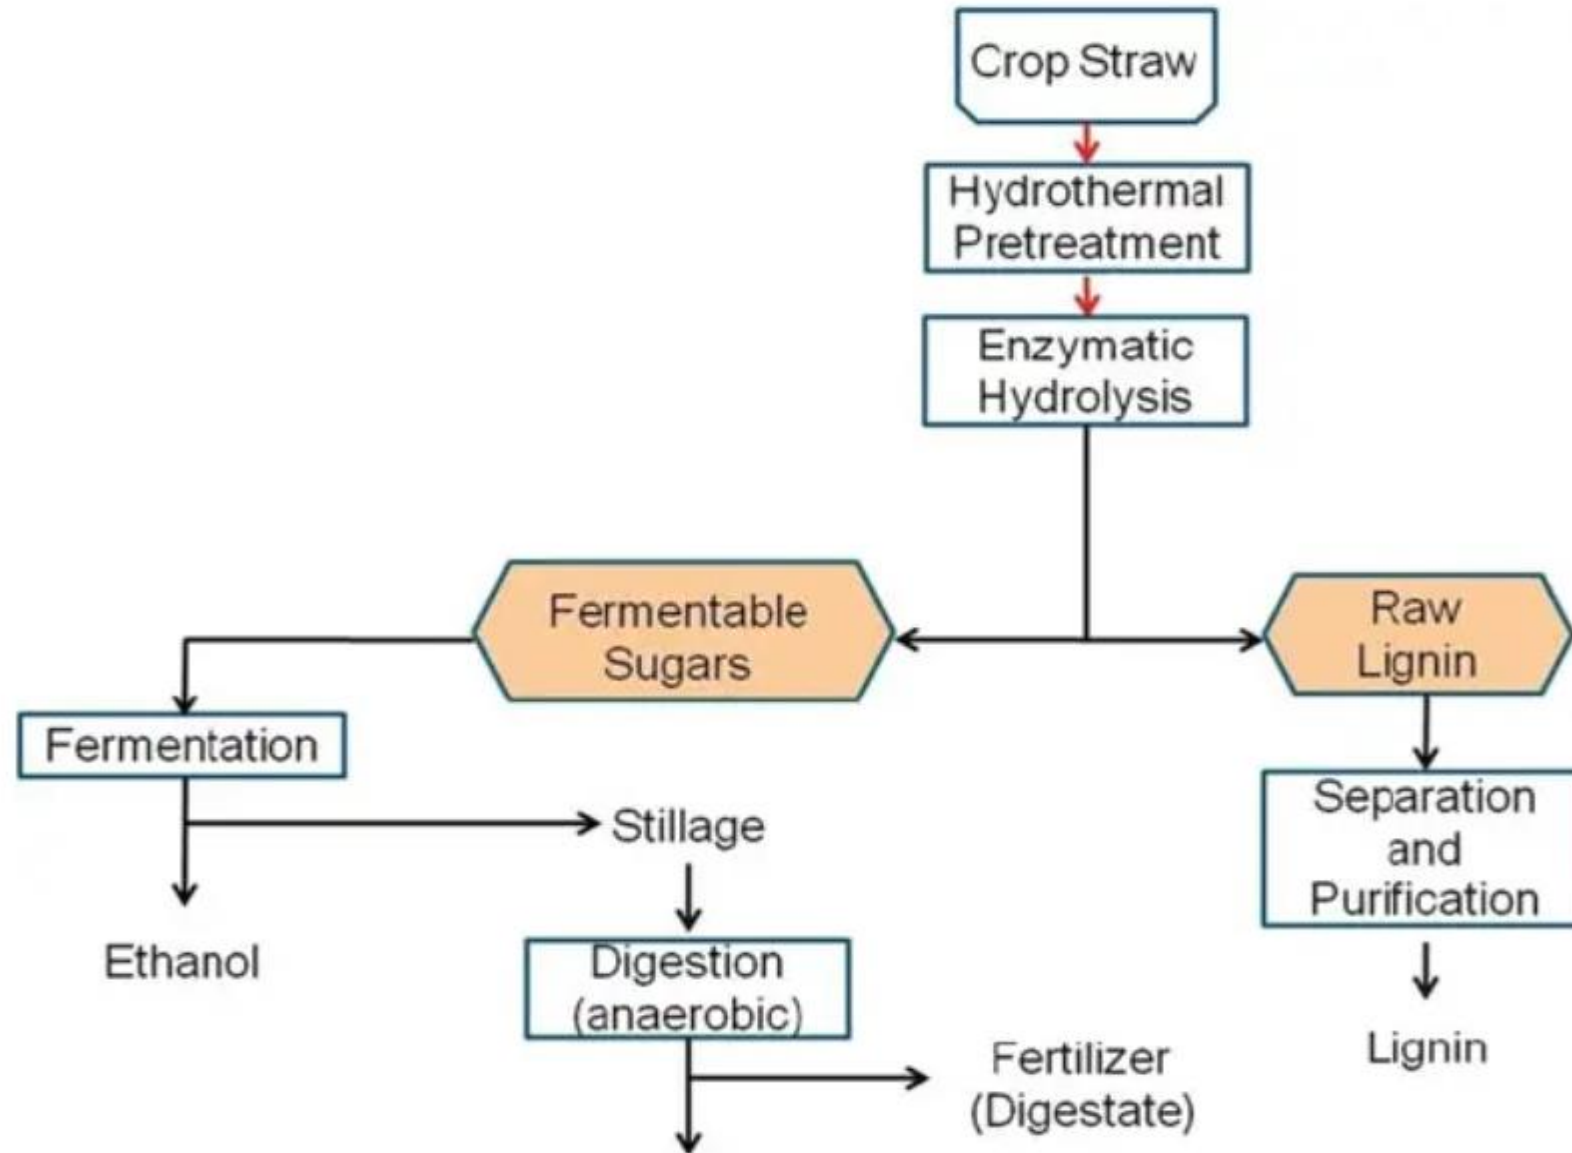 Crop Straw
Hydrothermal
Pretreatment
Enzymatic
Hydrolysis
Fermentable
Sugars
Raw
Lignin
Fermentation
Stillage
Separation
and
Purification
Ethanol
Digestion
(anaerobic)
Fertilizer
(Digestate)
Lignin